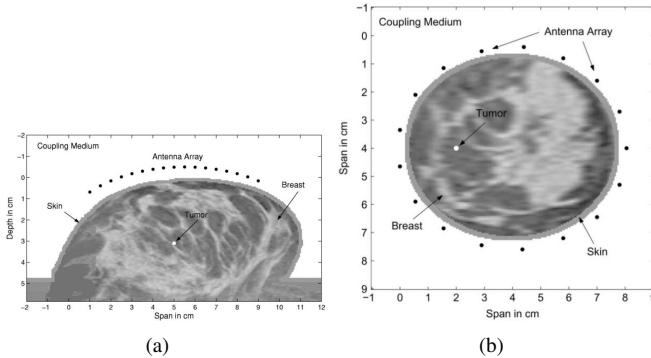 -2
Coupling Medium
-1
Antenna Array
0
1
Breast
Skin
2
Tumor
Depth in cm
3
4
5
-2 -1 0 1 2 3 4 5 6 7 8 9 10 11 12
Span in cm
(a)
-1
Coupling Medium
Antenna Array
0
1
2
Tumor
3
Span in cm
4
5
6
Breast
7
Skin
8
9
-1 0 1 2 3 4 5 6 7 8 9
Span in cm
(b)